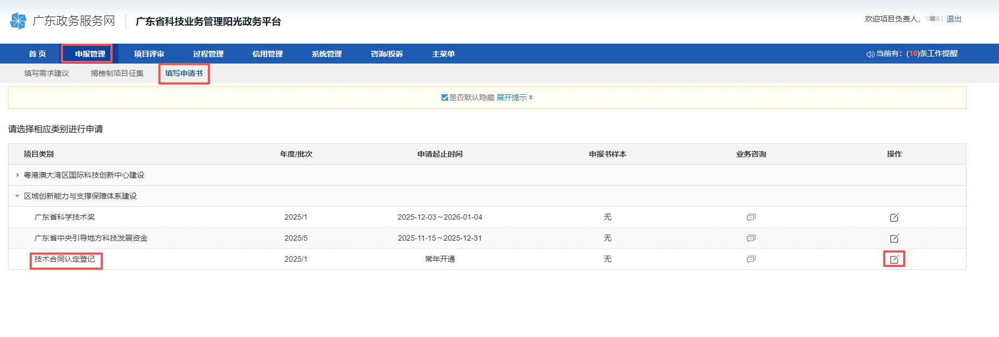 广东政务服务网 广东省科技业务管理阳光政务平台 欢迎项目负责人, 退出
首 页 申报管理 项目评审 过程管理 信用管理 系统管理 咨询/投诉 主菜单 当前有：(10)条工作提醒
填写需求建议 揭榜制项目征集 填写申请书
是否默认隐藏 展开提示
请选择相应类别进行申请
项目类别 年度/批次 申请起止时间 申报书样本 业务咨询 操作
粤港澳大湾区国际科技创新中心建设
区域创新能力与支撑保障体系建设
广东省科学技术奖 2025/1 2025-12-03～2026-01-04 无
广东省中央引导地方科技发展资金 2025/5 2025-11-15～2025-12-31 无
技术合同认定登记 2025/1 常年开通 无